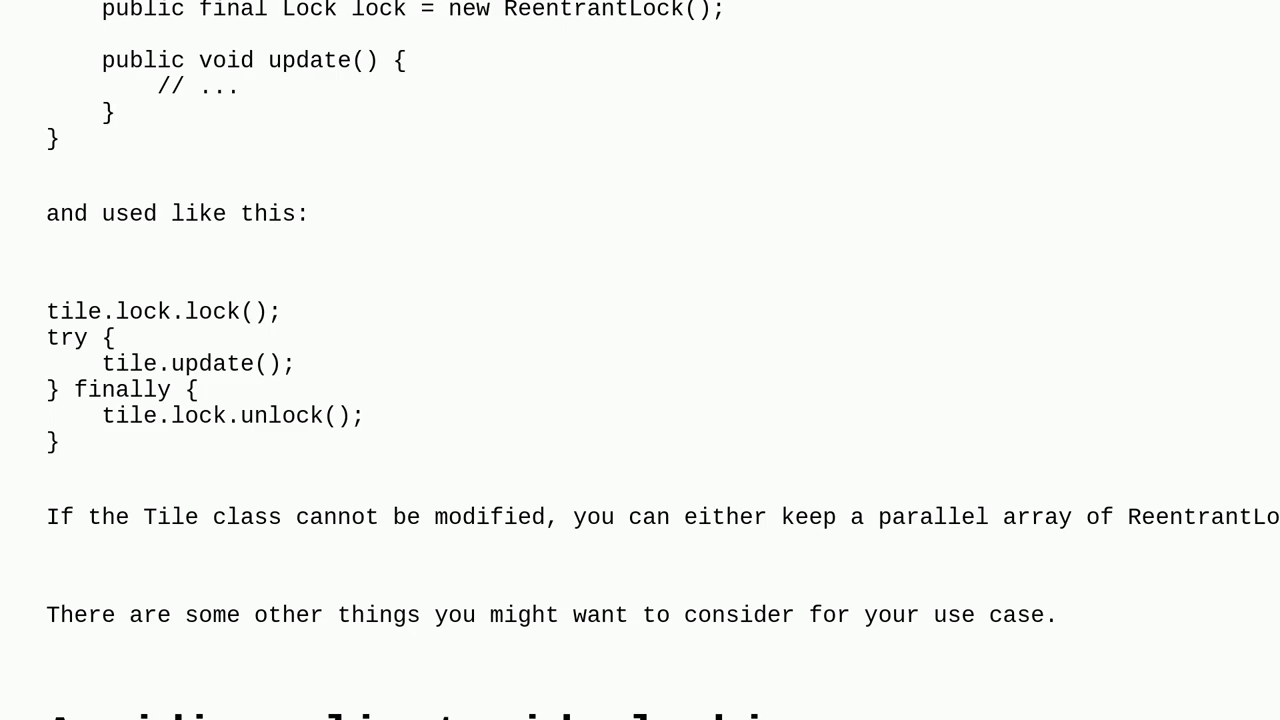 public final Lock lock = new ReentrantLock();
    public void update() {
        // ...
    }
}
and used like this:
tile.lock.lock();
try {
    tile.update();
} finally {
    tile.lock.unlock();
}
If the Tile class cannot be modified, you can either keep a parallel array of ReentrantLo
There are some other things you might want to consider for your use case.